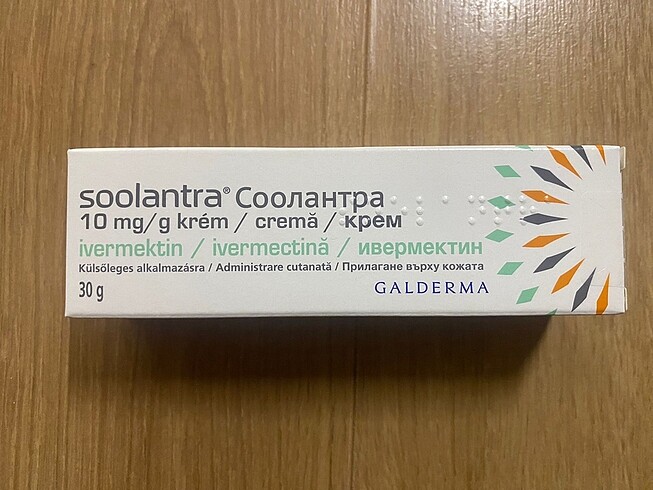 soolantra® Соолантра
10 mg/g krém / cremă / крем
ivermektin / ivermectină / ивермектин
Külsőleges alkalmazásra / Administrare cutanată / Прилагане върху кожата
30 g
GALDERMA